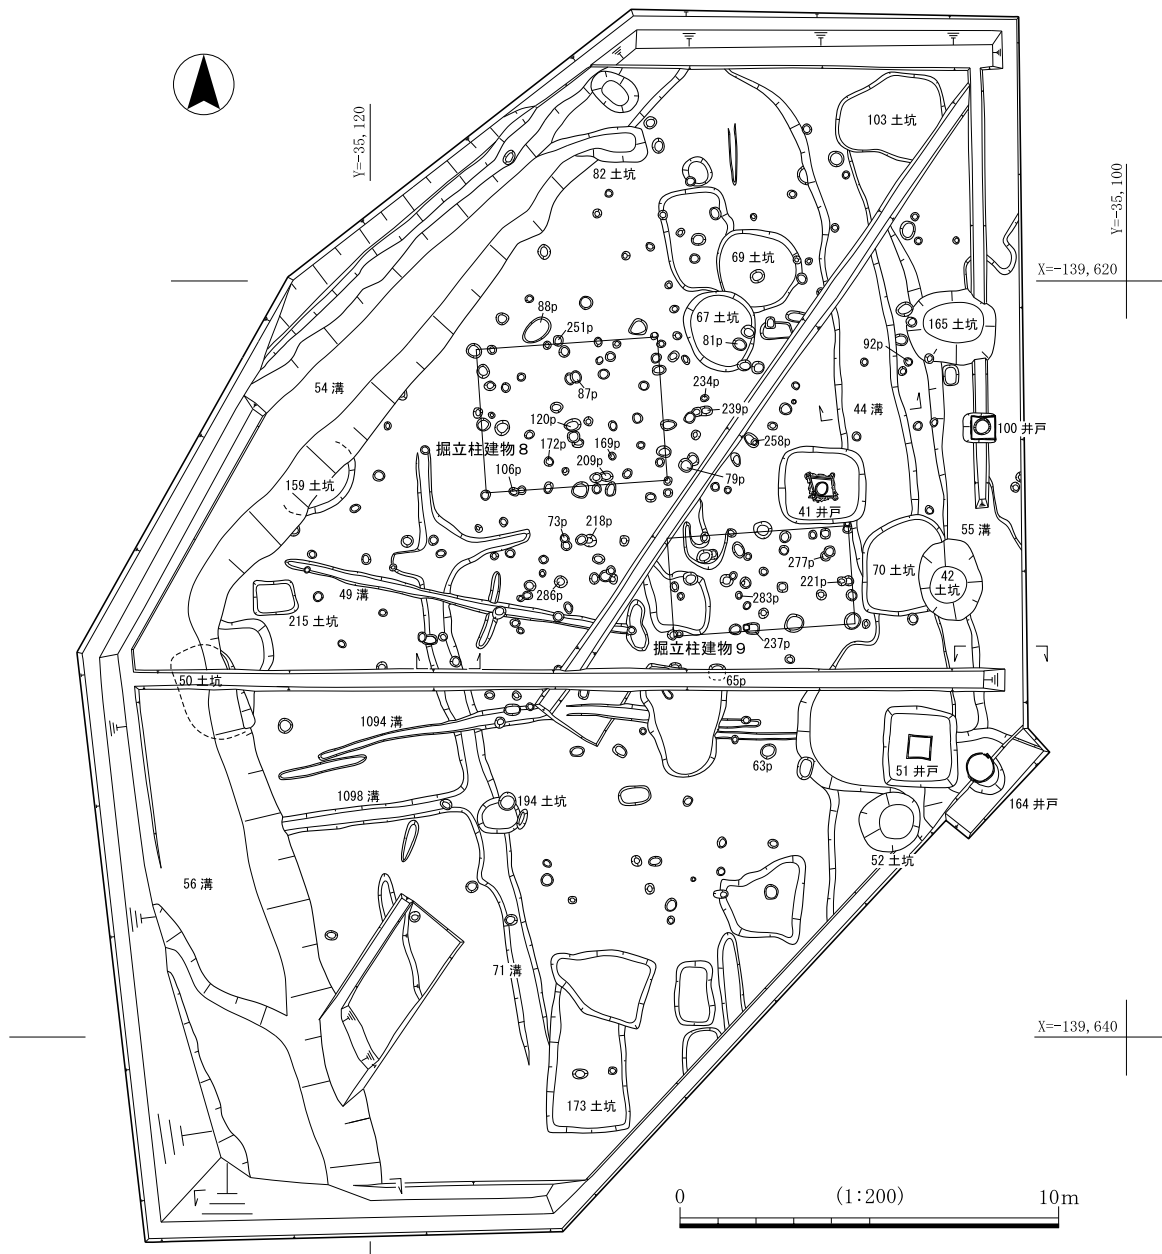 Y=-35,120
103 土坑
82 土坑
Y=-35,100
69 土坑
X=-139,620
88p
251p
67 土坑
81p
165 土坑
92p
54 溝
87p
234p
239p
44 溝
120p
100 井戸
掘立柱建物 8
172p
169p
258p
209p
159 土坑
106p
79p
41 井戸
73p
218p
55 溝
277p
70 土坑
42
土坑
221p
49 溝
286p
283p
215 土坑
237p
掘立柱建物 9
50 土坑
65p
1094 溝
63p
51 井戸
1098 溝
194 土坑
164 井戸
52 土坑
56 溝
71 溝
X=-139,640
173 土坑
0
(1:200)
10m